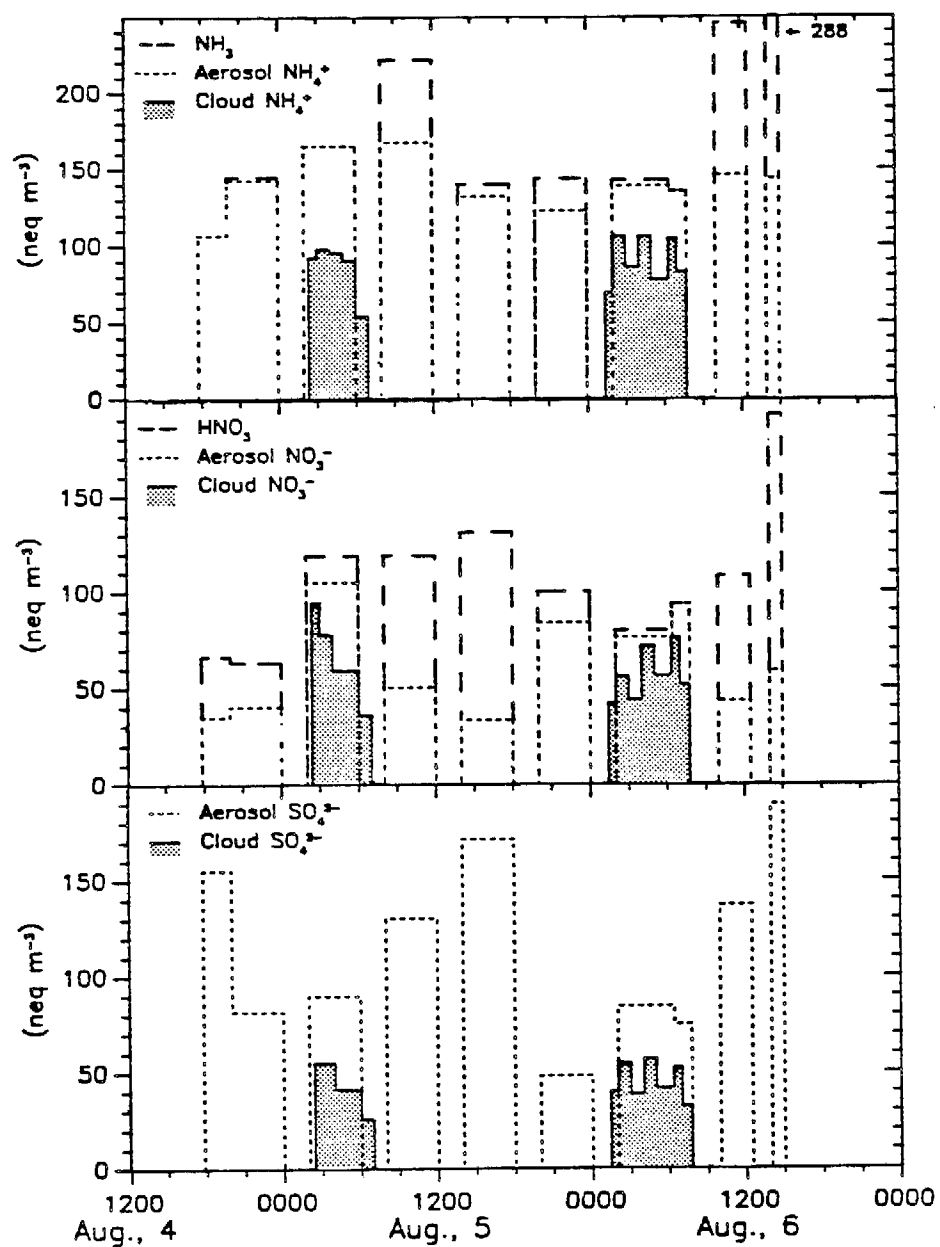 NH₃
← 288
Aerosol NH₄⁺
Cloud NH₄⁺
200
150
100
50
0
(neq m⁻³)
HNO₃
Aerosol NO₃⁻
Cloud NO₃⁻
150
100
50
0
(neq m⁻³)
Aerosol SO₄²⁻
Cloud SO₄²⁻
150
100
50
0
(neq m⁻³)
1200 0000 1200 0000 1200 0000
Aug., 4 Aug., 5 Aug., 6